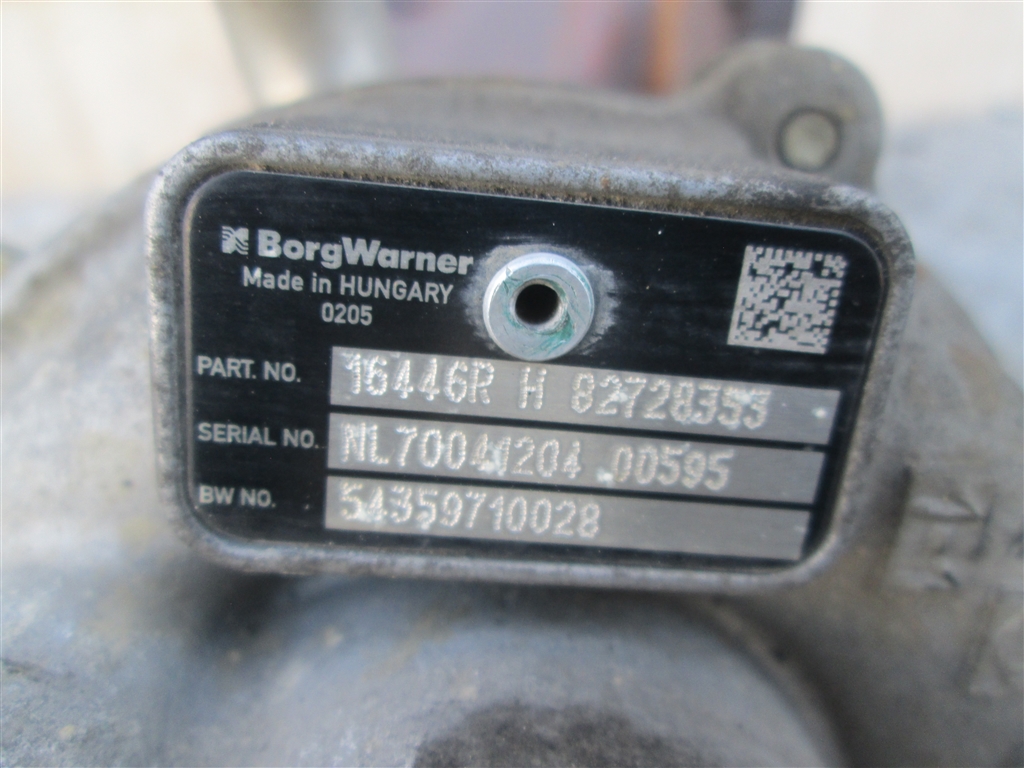 BorgWarner
Made in HUNGARY
0205
PART. NO. 16446R H 82728353
SERIAL NO. NL70041204 00595
BW NO. 54359710028